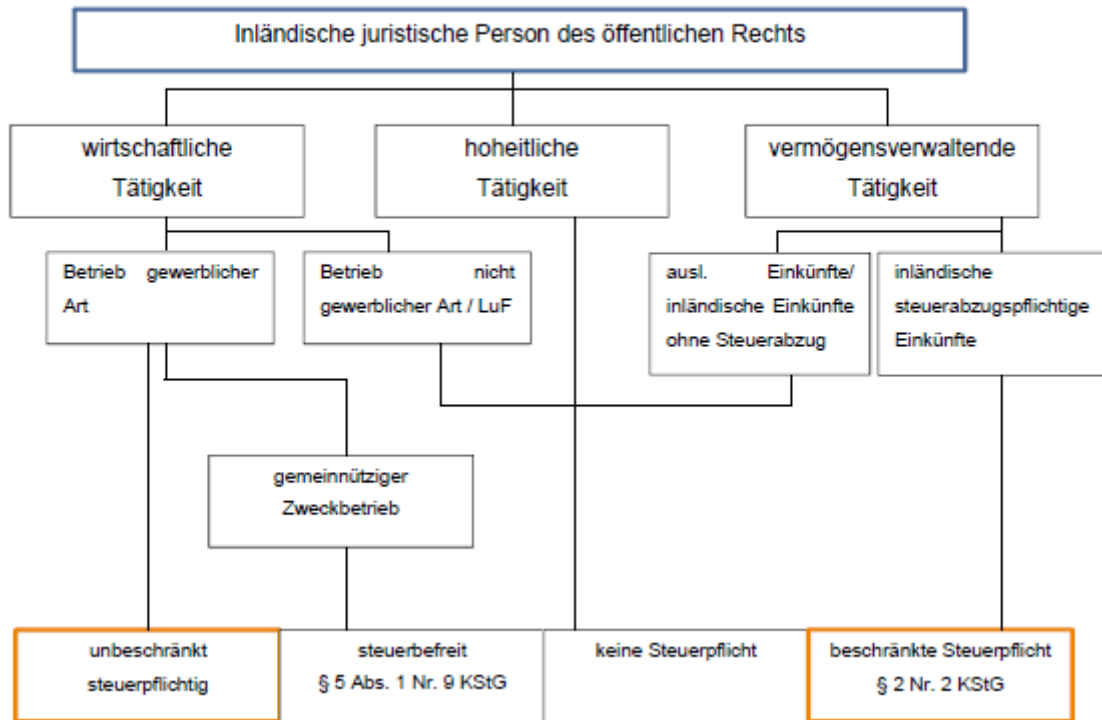 Inländische juristische Person des öffentlichen Rechts
wirtschaftliche
Tätigkeit
hoheitliche
Tätigkeit
vermögensverwaltende
Tätigkeit
Betrieb gewerblicher
Art
Betrieb nicht
gewerblicher Art / LuF
ausl. Einkünfte/
inländische Einkünfte
ohne Steuerabzug
inländische
steuerabzugspflichtige
Einkünfte
gemeinnütziger
Zweckbetrieb
unbeschränkt
steuerpflichtig
steuerbefreit
§ 5 Abs. 1 Nr. 9 KStG
keine Steuerpflicht
beschränkte Steuerpflicht
§ 2 Nr. 2 KStG